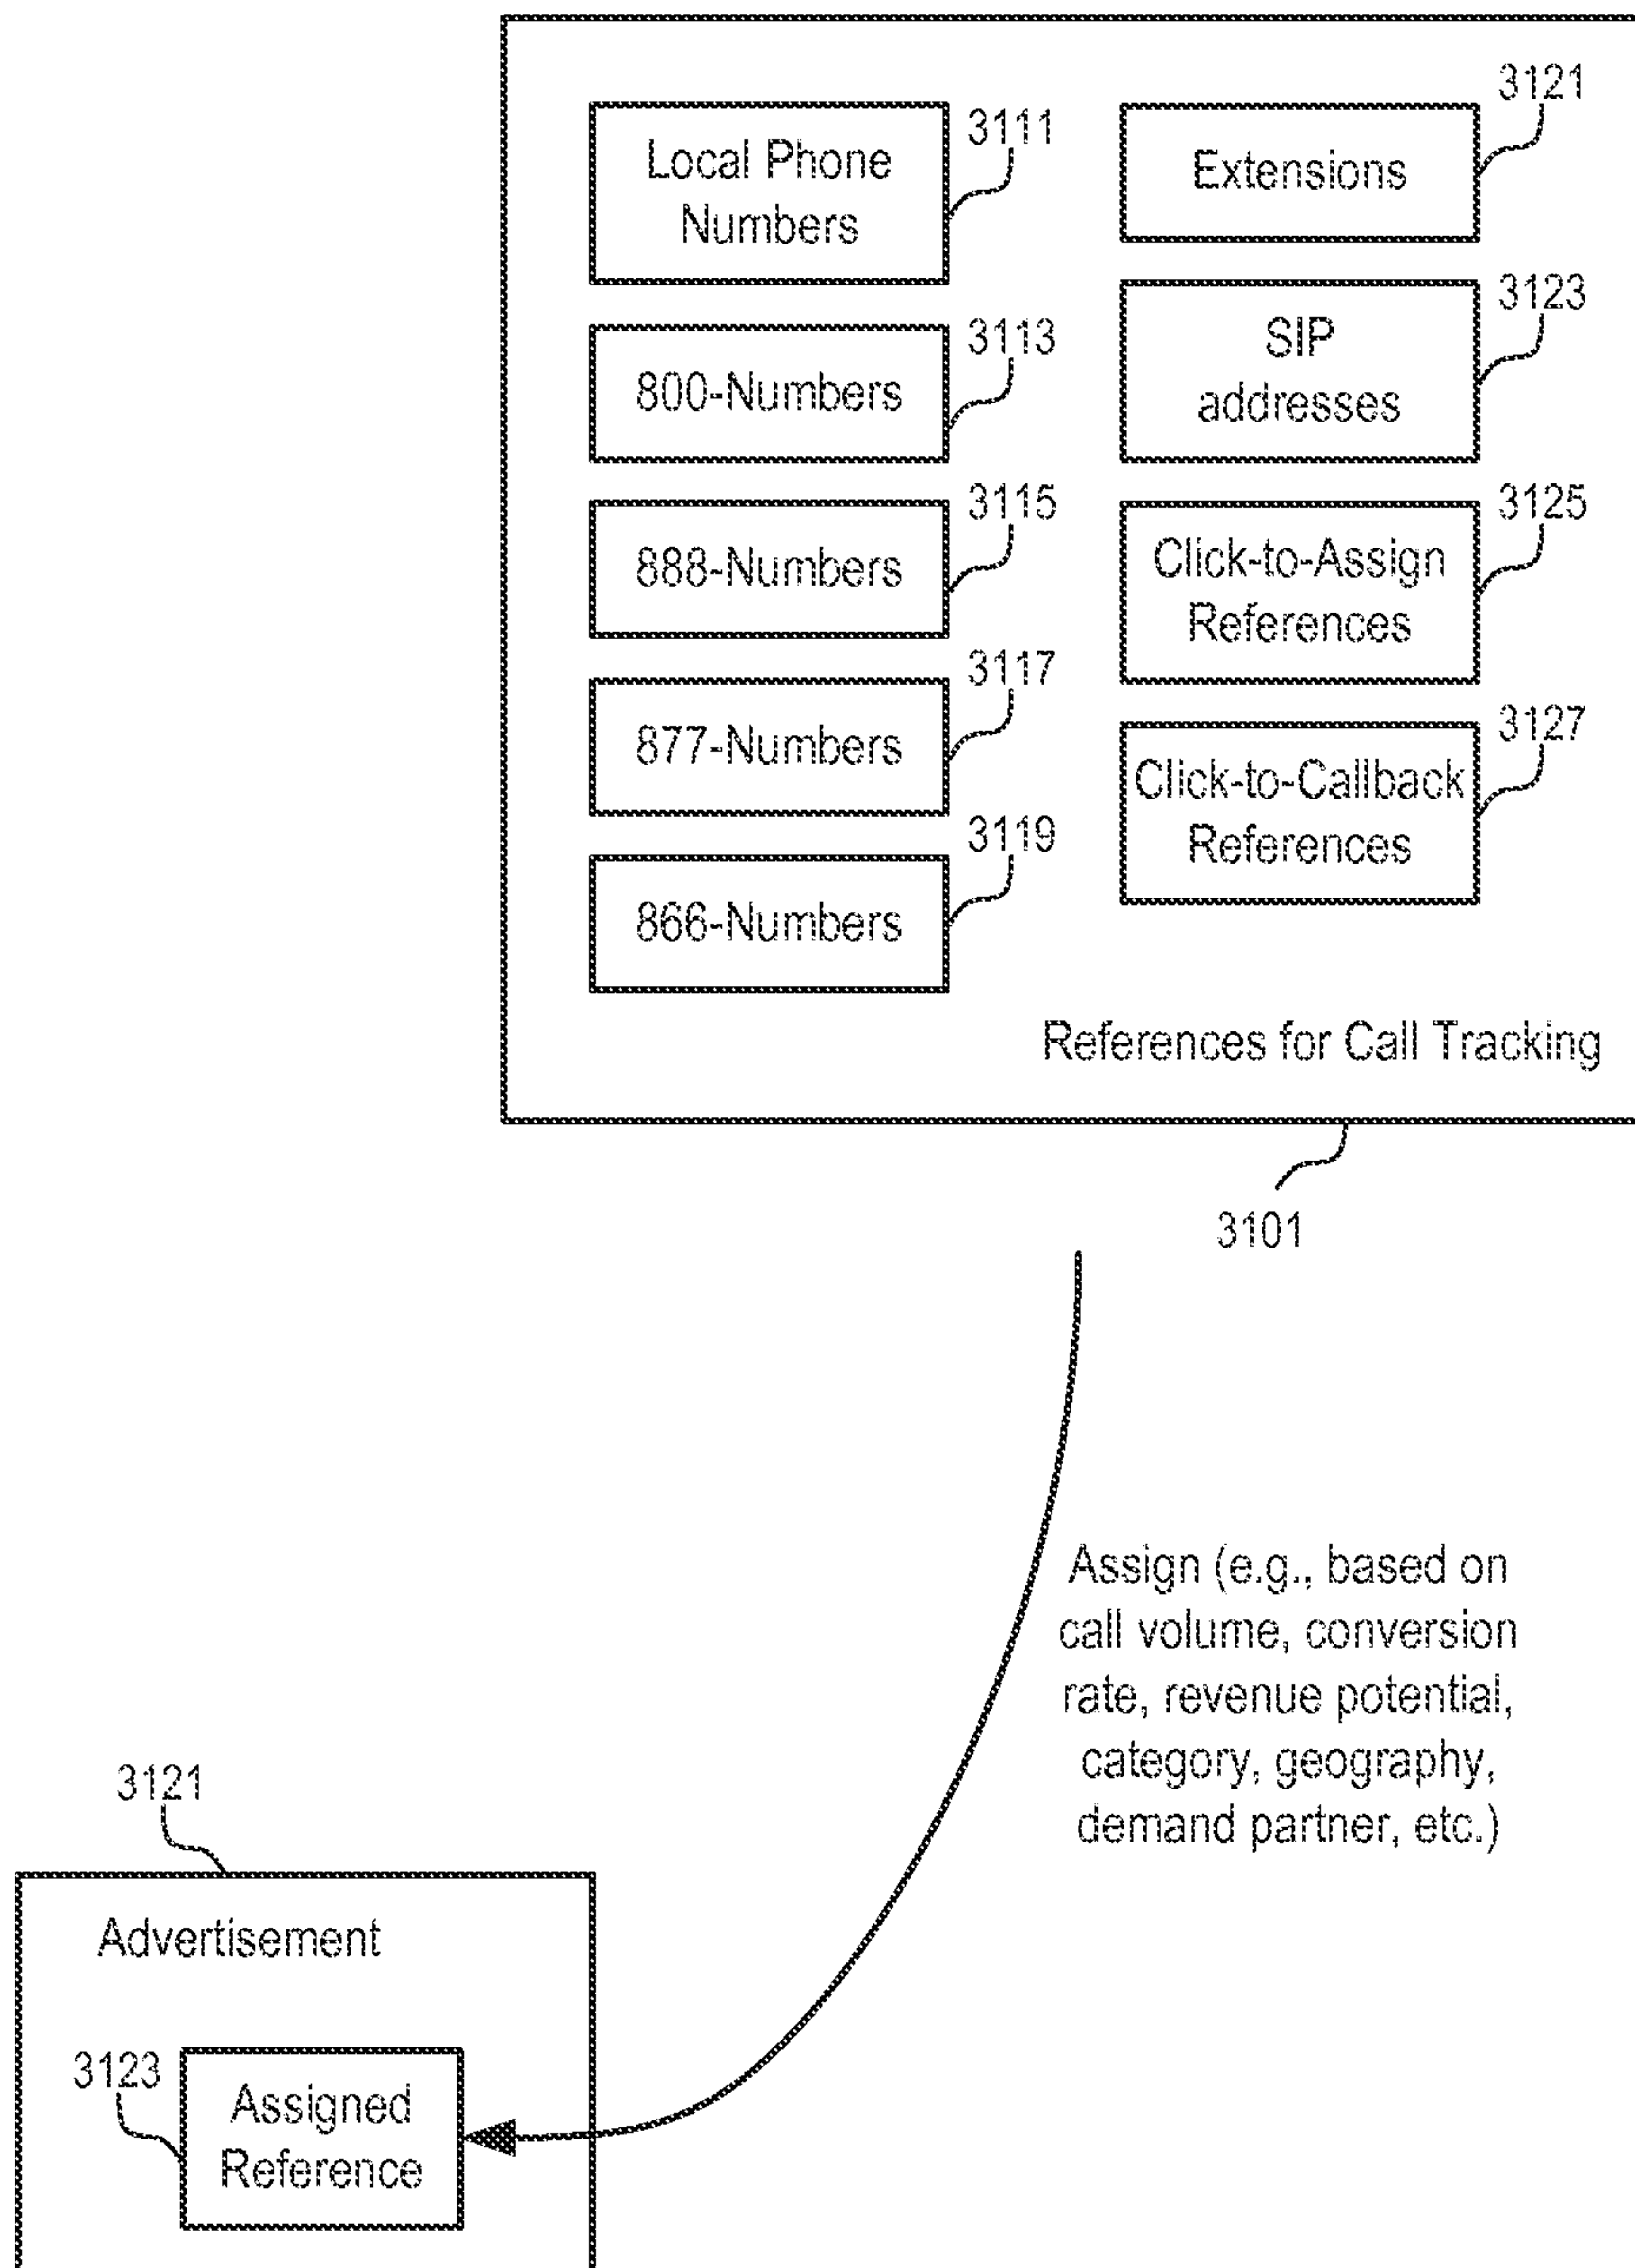 Local Phone
Numbers
3111
800-Numbers
3113
888-Numbers
3115
877-Numbers
3117
866-Numbers
3119
Extensions
3121
SIP
addresses
3123
Click-to-Assign
References
3125
Click-to-Callback
References
3127
References for Call Tracking
3101
Assign (e.g., based on
call volume, conversion
rate, revenue potential,
category, geography,
demand partner, etc.)
3121
Advertisement
3123
Assigned
Reference